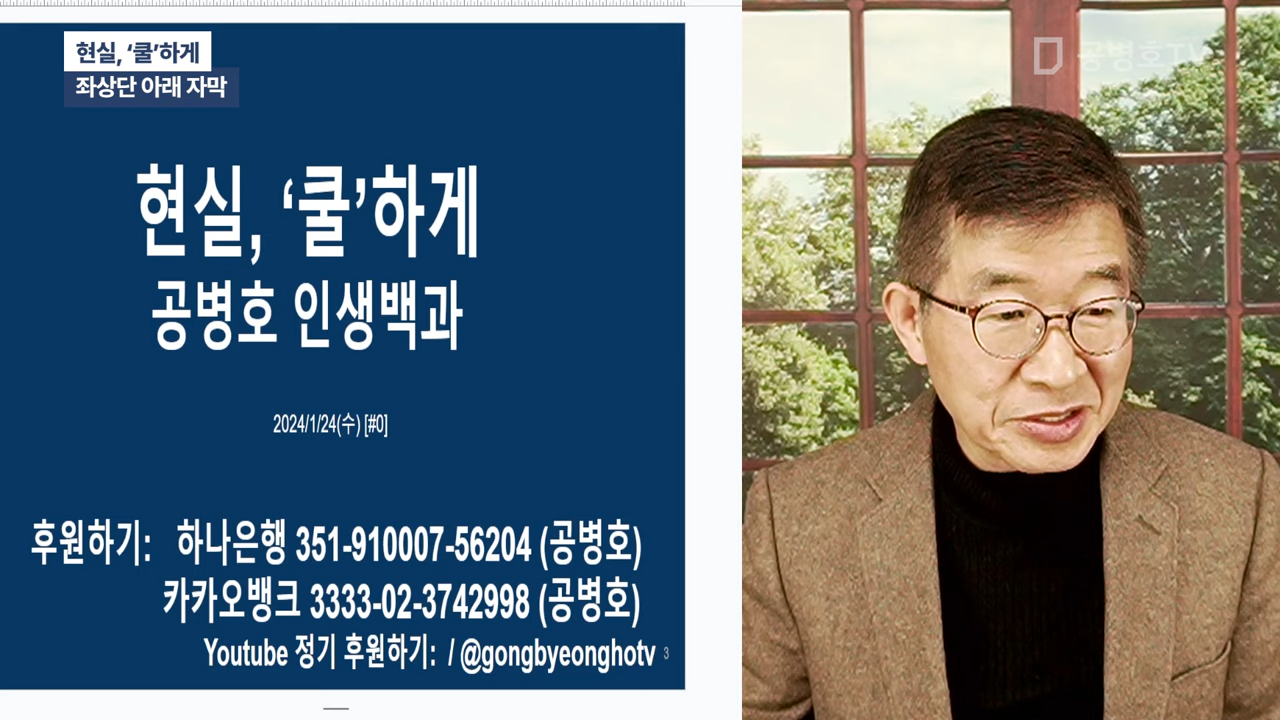 현실, ‘쿨’하게
좌상단 아래 자막
공병호TV
현실, ‘쿨’하게
공병호 인생백과
2024/1/24(수) [#0]
후원하기: 하나은행 351-910007-56204 (공병호)
카카오뱅크 3333-02-3742998 (공병호)
Youtube 정기 후원하기: / @gongbyeonghotv
3